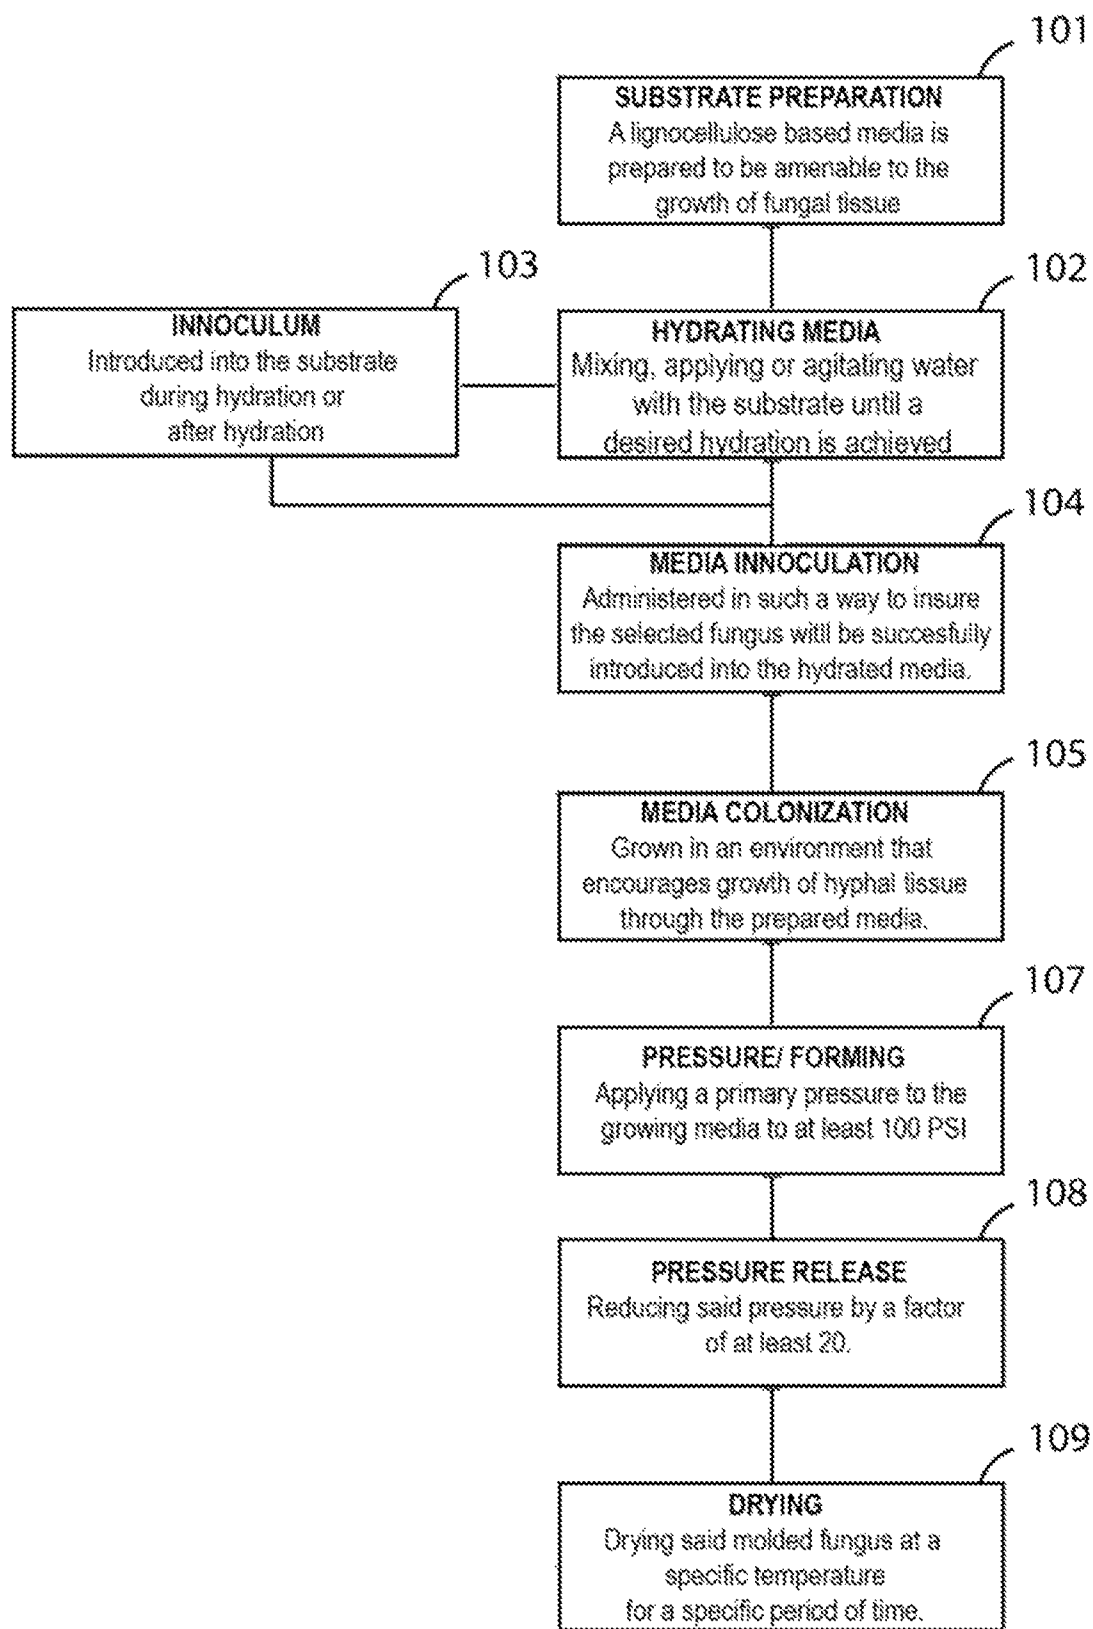 101
SUBSTRATE PREPARATION
A lignocellulose based media is
prepared to be amenable to the
growth of fungal tissue
103
INNOCULUM
Introduced into the substrate
during hydration or
after hydration
102
HYDRATING MEDIA
Mixing, applying or agitating water
with the substrate until a
desired hydration is achieved
104
MEDIA INNOCULATION
Administered in such a way to insure
the selected fungus witll be succesfully
introduced into the hydrated media.
105
MEDIA COLONIZATION
Grown in an environment that
encourages growth of hyphal tissue
through the prepared media.
107
PRESSURE/ FORMING
Applying a primary pressure to the
growing media to at least 100 PSI
108
PRESSURE RELEASE
Reducing said pressure by a factor
of at least 20.
109
DRYING
Drying said molded fungus at a
specific temperature
for a specific period of time.